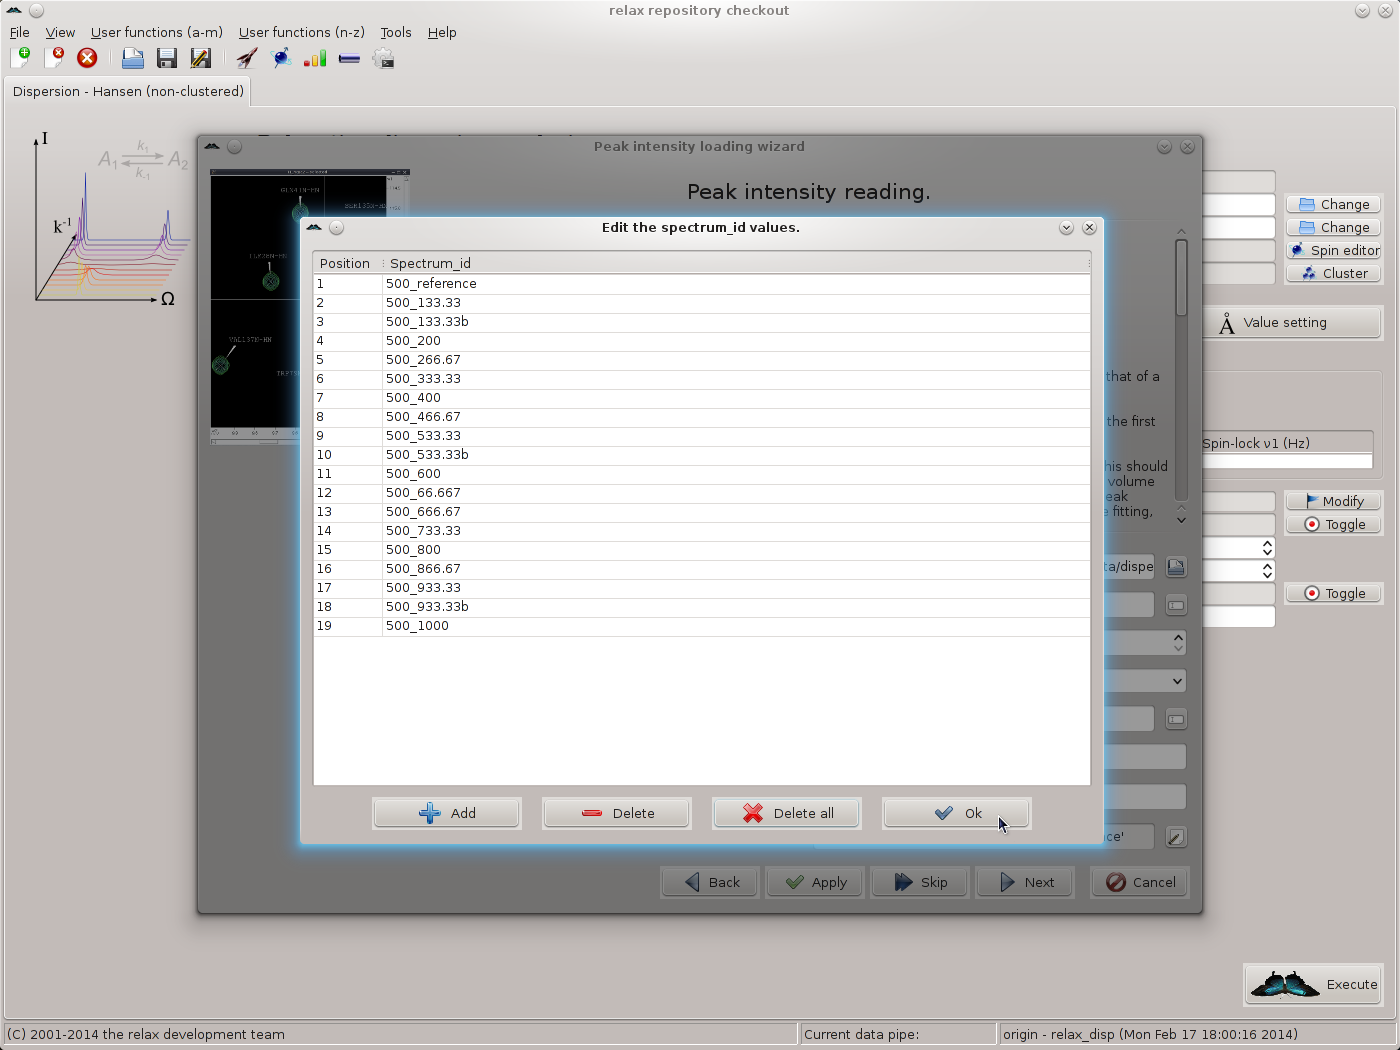 relax repository checkout
File View User functions (a-m) User functions (n-z) Tools Help
Dispersion - Hansen (non-clustered)
I
A1 k1 k-1 A2
k-1
Ω
Peak intensity loading wizard
Peak intensity reading.
Edit the spectrum_id values.
Position Spectrum_id
1 500_reference
2 500_133.33
3 500_133.33b
4 500_200
5 500_266.67
6 500_333.33
7 500_400
8 500_466.67
9 500_533.33
10 500_533.33b
11 500_600
12 500_66.667
13 500_666.67
14 500_733.33
15 500_800
16 500_866.67
17 500_933.33
18 500_933.33b
19 500_1000
Add Delete Delete all Ok
that of a
the first
his should
volume
eak
e fitting,
ta/dispe
ce'
Back Apply Skip Next Cancel
Change
Change
Spin editor
Cluster
Å Value setting
Spin-lock ν1 (Hz)
Modify
Toggle
Toggle
Execute
(C) 2001-2014 the relax development team
Current data pipe:
origin - relax_disp (Mon Feb 17 18:00:16 2014)